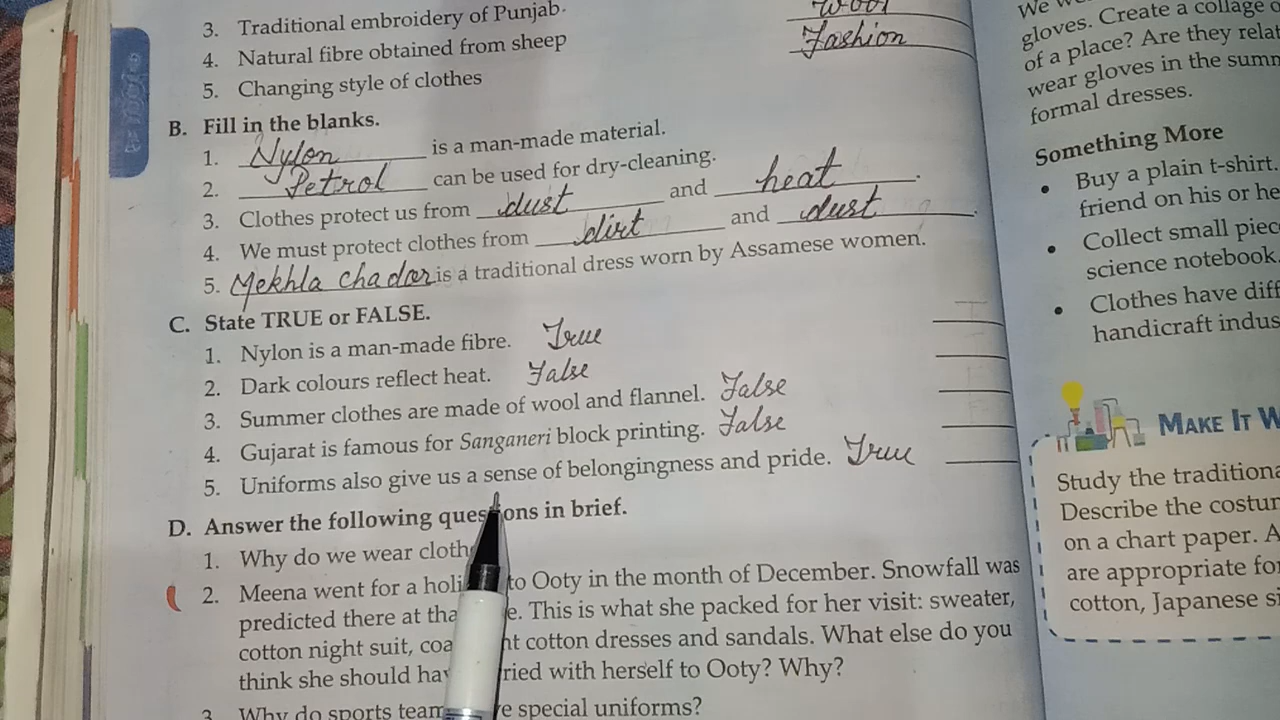 3. Traditional embroidery of Punjab.
4. Natural fibre obtained from sheep Wool
5. Changing style of clothes Fashion
B. Fill in the blanks.
1. Nylon is a man-made material.
2. Petrol can be used for dry-cleaning.
3. Clothes protect us from dust and heat.
4. We must protect clothes from dirt and dust.
5. Mekhla chador is a traditional dress worn by Assamese women.
C. State TRUE or FALSE.
1. Nylon is a man-made fibre. True
2. Dark colours reflect heat. False
3. Summer clothes are made of wool and flannel. False
4. Gujarat is famous for Sanganeri block printing. False
5. Uniforms also give us a sense of belongingness and pride. True
D. Answer the following ques ons in brief.
1. Why do we wear cloth
2. Meena went for a holi to Ooty in the month of December. Snowfall was
predicted there at tha e. This is what she packed for her visit: sweater,
cotton night suit, coa nt cotton dresses and sandals. What else do you
think she should ha ried with herself to Ooty? Why?
3. Why do sports team e special uniforms?
We we
gloves. Create a collage o
of a place? Are they relat
wear gloves in the summ
formal dresses.
Something More
• Buy a plain t-shirt.
friend on his or he
• Collect small piec
science notebook.
• Clothes have diff
handicraft indus
MAKE IT W
Study the traditiona
Describe the costur
on a chart paper. A
are appropriate for
cotton, Japanese si